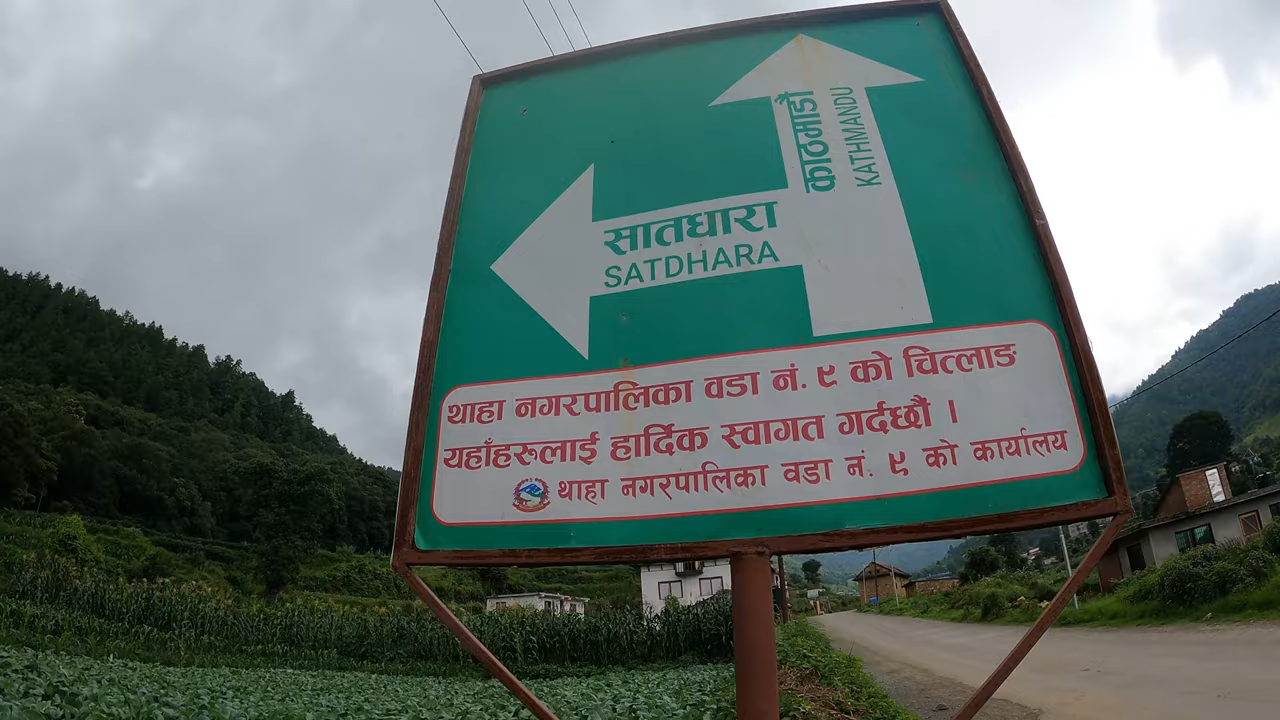 काठमाडौं
KATHMANDU
सातधारा
SATDHARA
थाहा नगरपालिका वडा नं. ९ को चित्लाङ
यहाँहरूलाई हार्दिक स्वागत गर्दछौं ।
थाहा नगरपालिका वडा नं. ९ को कार्यालय